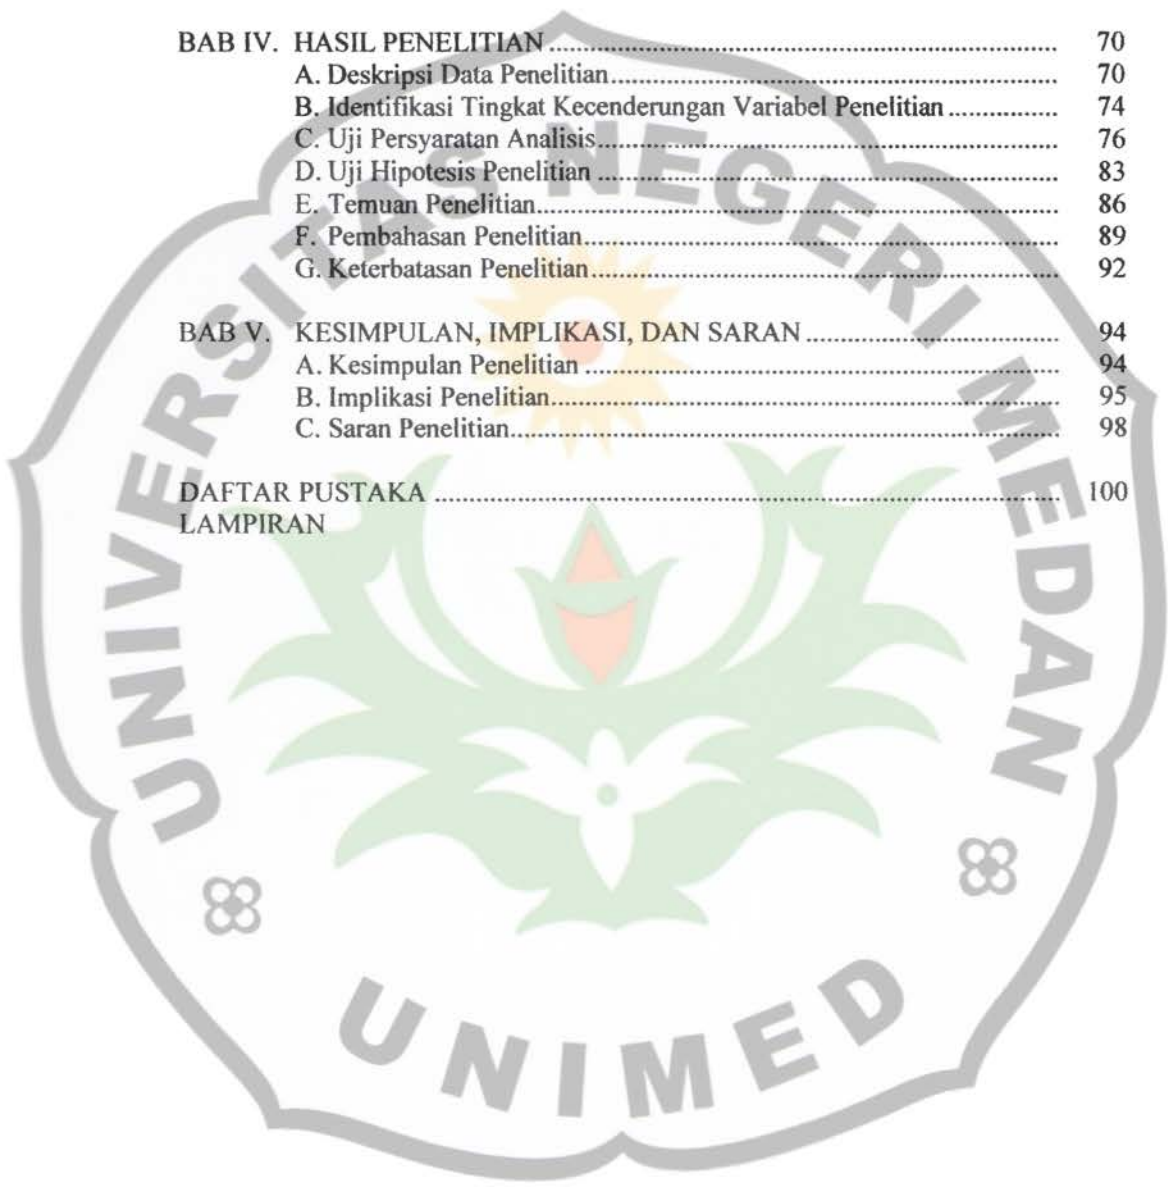 BAB IV. HASIL PENELITIAN ........................................................ 70
A. Deskripsi Data Penelitian ........................................................ 70
B. Identifikasi Tingkat Kecenderungan Variabel Penelitian ................ 74
C. Uji Persyaratan Analisis ........................................................ 76
D. Uji Hipotesis Penelitian ........................................................ 83
E. Temuan Penelitian ........................................................ 86
F. Pembahasan Penelitian ........................................................ 89
G. Keterbatasan Penelitian ........................................................ 92
BAB V. KESIMPULAN, IMPLIKASI, DAN SARAN ................................ 94
A. Kesimpulan Penelitian ........................................................ 94
B. Implikasi Penelitian ........................................................ 95
C. Saran Penelitian ........................................................ 98
DAFTAR PUSTAKA ........................................................ 100
LAMPIRAN
UNIVERSITAS NEGERI MEDAN
UNIMED